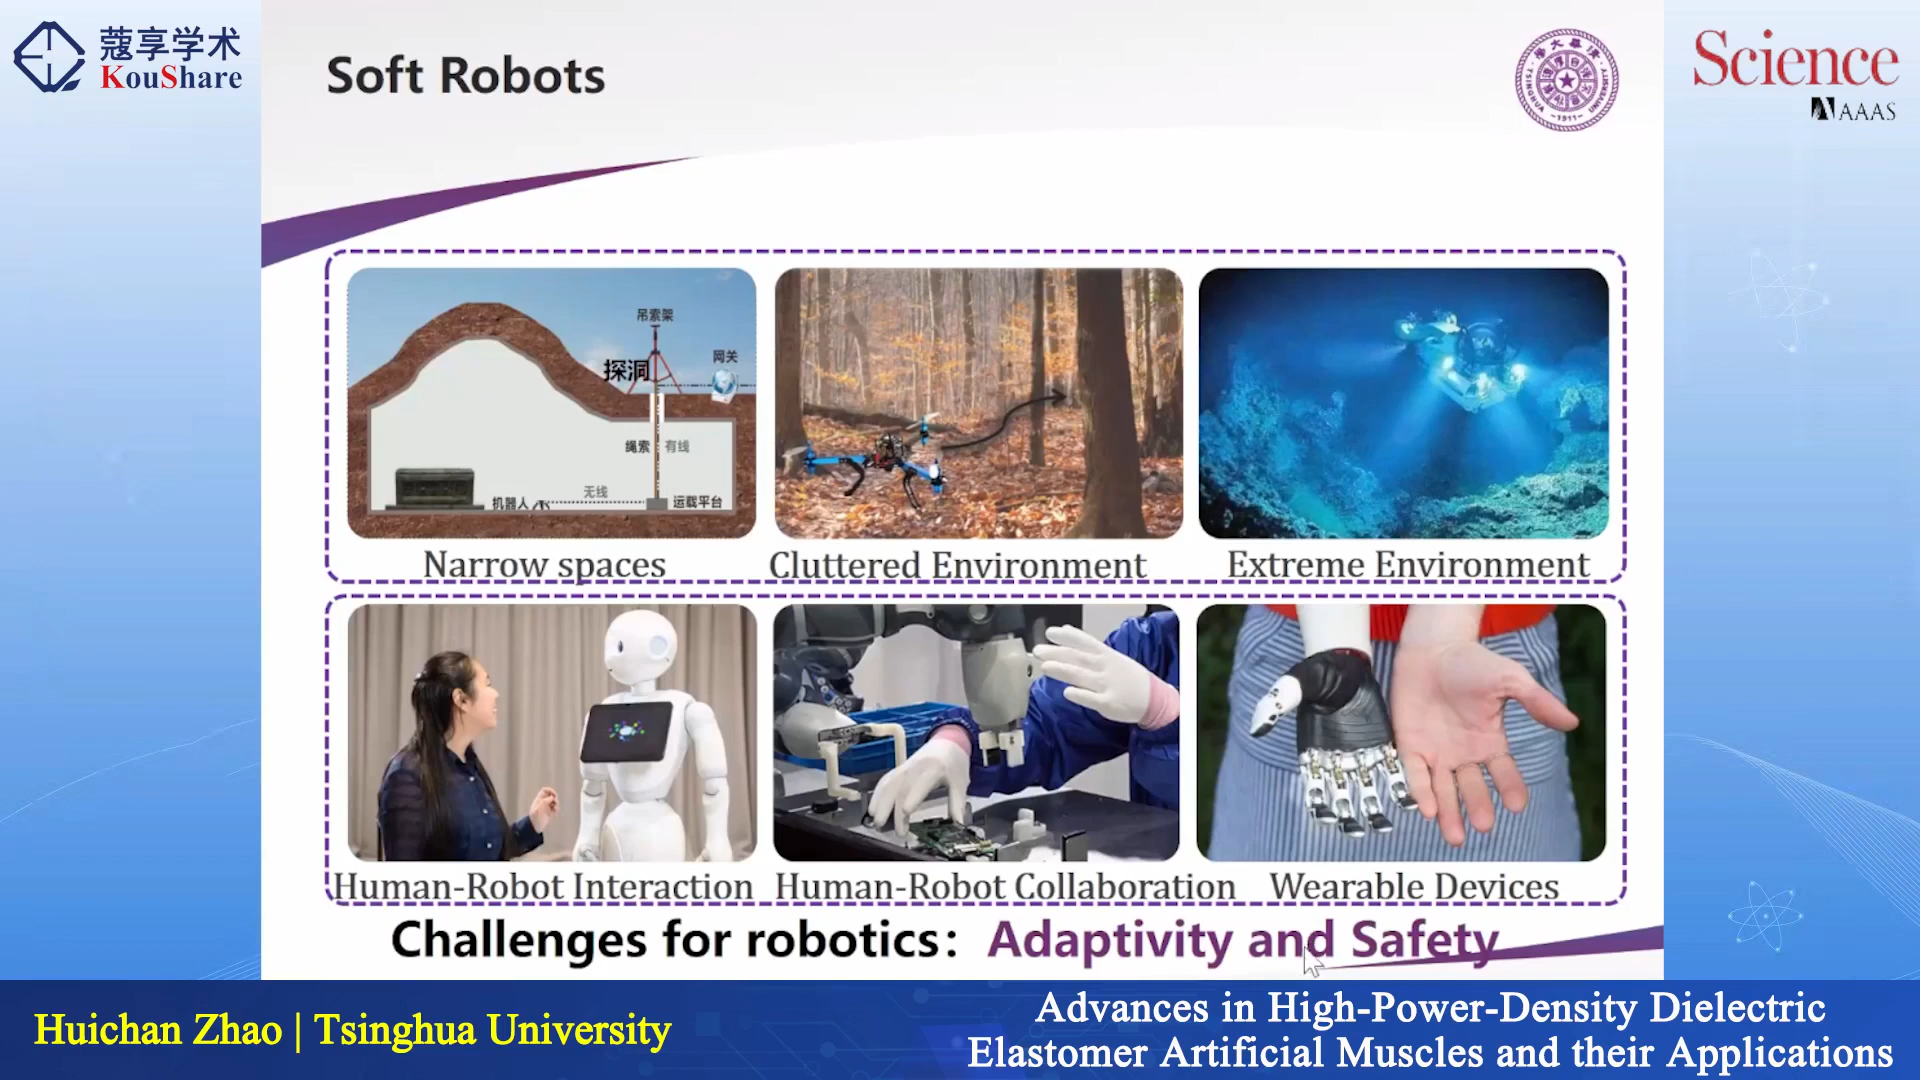 蔻享学术
KouShare
Soft Robots
TSINGHUA UNIVERSITY
-1911-
Science
AAAS
吊索架
网关
探洞
绳索
有线
无线
机器人
运载平台
Narrow spaces
Cluttered Environment
Extreme Environment
Human-Robot Interaction
Human-Robot Collaboration
Wearable Devices
Challenges for robotics: Adaptivity and Safety
Huichan Zhao | Tsinghua University
Advances in High-Power-Density Dielectric
Elastomer Artificial Muscles and their Applications